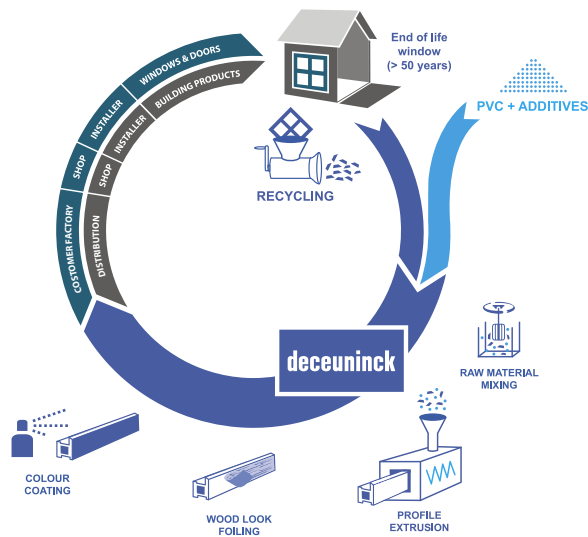 End of life
window
(> 50 years)
PVC + ADDITIVES
WINDOWS & DOORS
INSTALLER
SHOP
COSTOMER FACTORY
BUILDING PRODUCTS
INSTALLER
SHOP
DISTRIBUTION
RECYCLING
deceuninck
RAW MATERIAL
MIXING
PROFILE
EXTRUSION
WOOD LOOK
FOILING
COLOUR
COATING